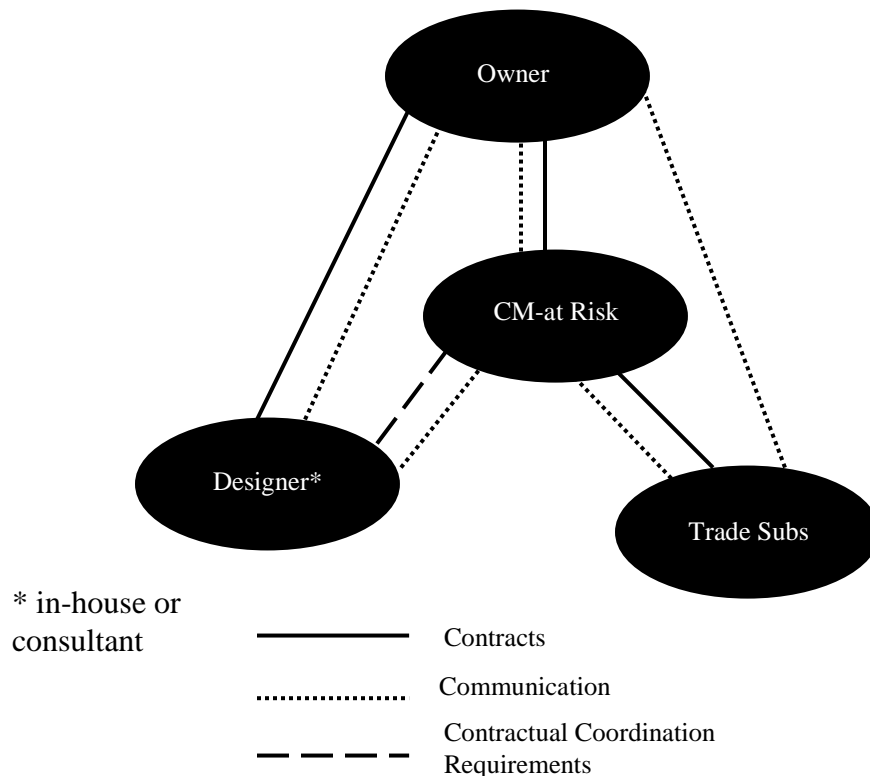 Owner
CM-at Risk
Designer*
Trade Subs
* in-house or
consultant
Contracts
Communication
Contractual Coordination
Requirements